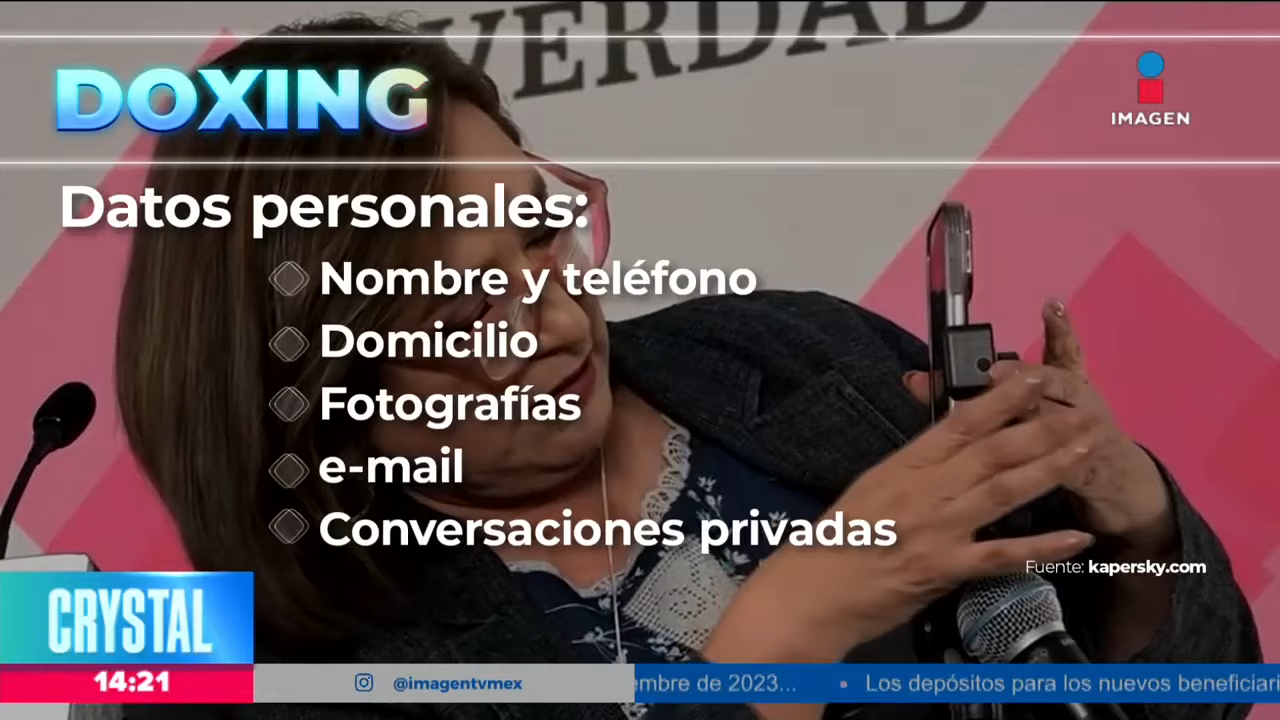 VERDAD
DOXING
IMAGEN
Datos personales:
Nombre y teléfono
Domicilio
Fotografías
e-mail
Conversaciones privadas
Fuente: kapersky.com
CRYSTAL
14:21
@imagentvmex
embre de 2023...
• Los depósitos para los nuevos beneficiari